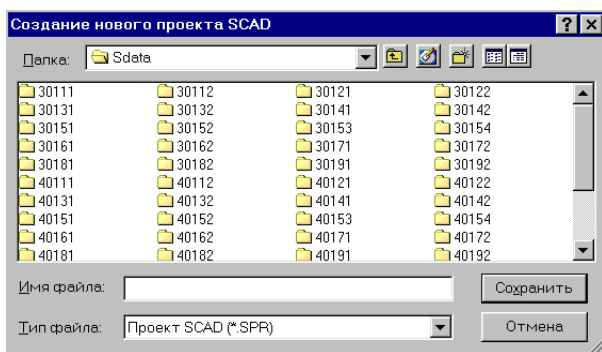 Создание нового проекта SCAD
Папка: Sdata
30111 30112 30121 30122
30131 30132 30141 30142
30151 30152 30153 30154
30161 30162 30171 30172
30181 30182 30191 30192
40111 40112 40121 40122
40131 40132 40141 40142
40151 40152 40153 40154
40161 40162 40171 40172
40181 40182 40191 40192
Имя файла: Сохранить
Тип файла: Проект SCAD (*.SPR) Отмена